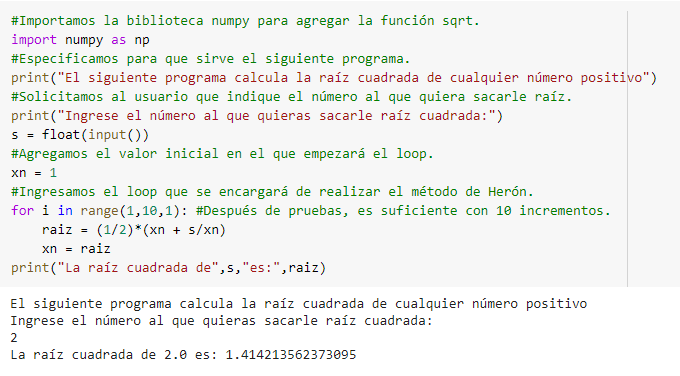 #Importamos la biblioteca numpy para agregar la función sqrt.
import numpy as np
#Especificamos para que sirve el siguiente programa.
print("El siguiente programa calcula la raíz cuadrada de cualquier número positivo")
#Solicitamos al usuario que indique el número al que quiera sacarle raíz.
print("Ingrese el número al que quieras sacarle raíz cuadrada:")
s = float(input())
#Agregamos el valor inicial en el que empezará el loop.
xn = 1
#Ingresamos el loop que se encargará de realizar el método de Herón.
for i in range(1,10,1): #Después de pruebas, es suficiente con 10 incrementos.
    raiz = (1/2)*(xn + s/xn)
    xn = raiz
print("La raíz cuadrada de",s,"es:",raiz)
El siguiente programa calcula la raíz cuadrada de cualquier número positivo
Ingrese el número al que quieras sacarle raíz cuadrada:
2
La raíz cuadrada de 2.0 es: 1.414213562373095